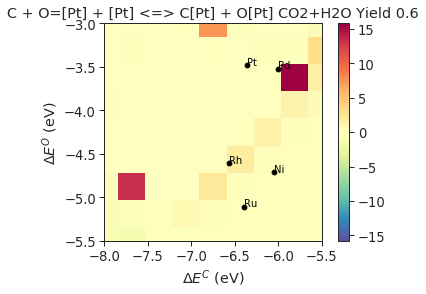 C + O=[Pt] + [Pt] <=> C[Pt] + O[Pt] CO2+H2O Yield 0.6
−3.0
−3.5
−4.0
−4.5
−5.0
−5.5
ΔE^O (eV)
Pt
Pd
Rh
Ni
Ru
−8.0 −7.5 −7.0 −6.5 −6.0 −5.5
ΔE^C (eV)
15
10
5
0
−5
−10
−15